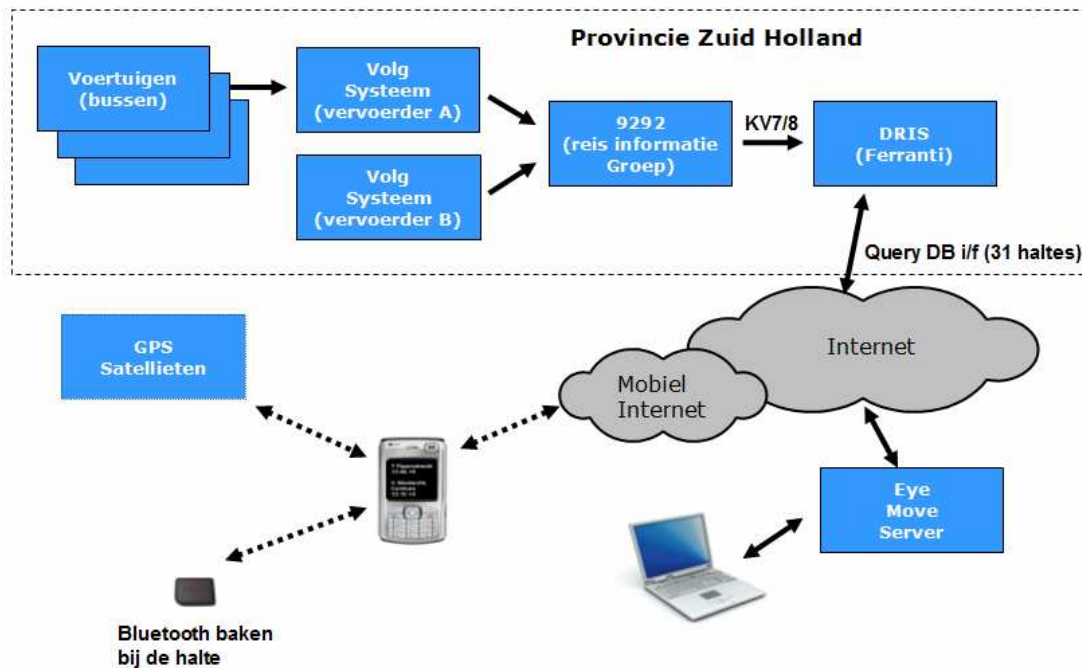 Provincie Zuid Holland
Voertuigen
(bussen)
Volg
Systeem
(vervoerder A)
Volg
Systeem
(vervoerder B)
9292
(reis informatie
Groep)
KV7/8
DRIS
(Ferranti)
Query DB i/f (31 haltes)
GPS
Satellieten
Internet
Mobiel
Internet
Eye
Move
Server
Bluetooth baken
bij de halte